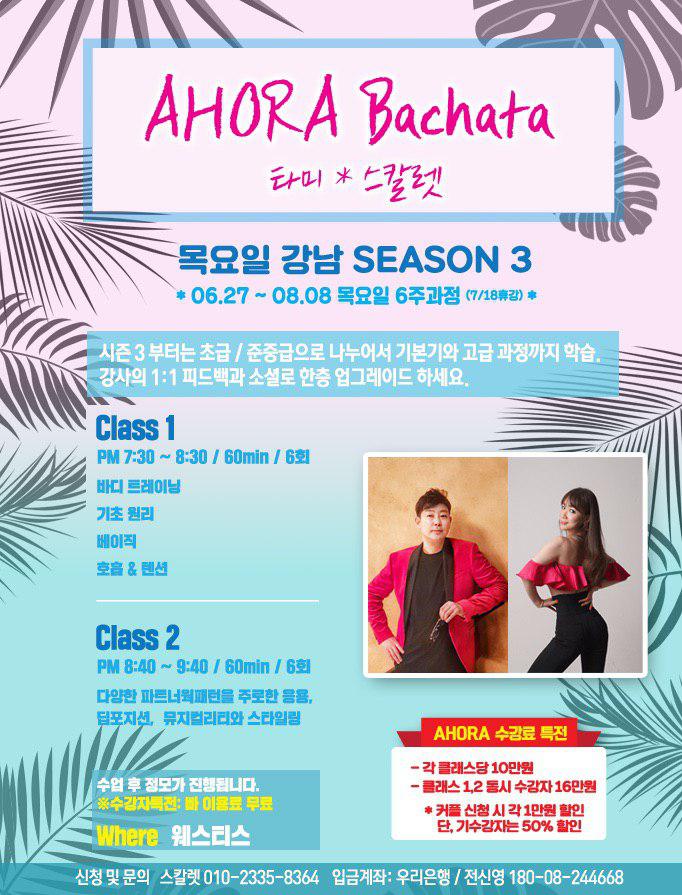 AHORA Bachata
타미 * 스칼렛
목요일 강남 SEASON 3
* 06.27 ~ 08.08 목요일 6주과정 (7/18휴강) *
시즌 3 부터는 초급 / 준중급으로 나누어서 기본기와 고급 과정까지 학습.
강사의 1:1 피드백과 소셜로 한층 업그레이드 하세요.
Class 1
PM 7:30 ~ 8:30 / 60min / 6회
바디 트레이닝
기초 원리
베이직
호흡 & 텐션
Class 2
PM 8:40 ~ 9:40 / 60min / 6회
다양한 파트너웍패턴을 주로한 응용,
딥포지션, 뮤지컬리티와 스타일링
AHORA 수강료 특전
- 각 클래스당 10만원
- 클래스 1,2 동시 수강자 16만원
* 커플 신청 시 각 1만원 할인
단, 기수강자는 50% 할인
수업 후 정모가 진행됩니다.
※수강자특전: 빠 이용료 무료
Where 웨스티스
신청 및 문의 스칼렛 010-2335-8364 입금계좌: 우리은행 / 전신영 180-08-244668